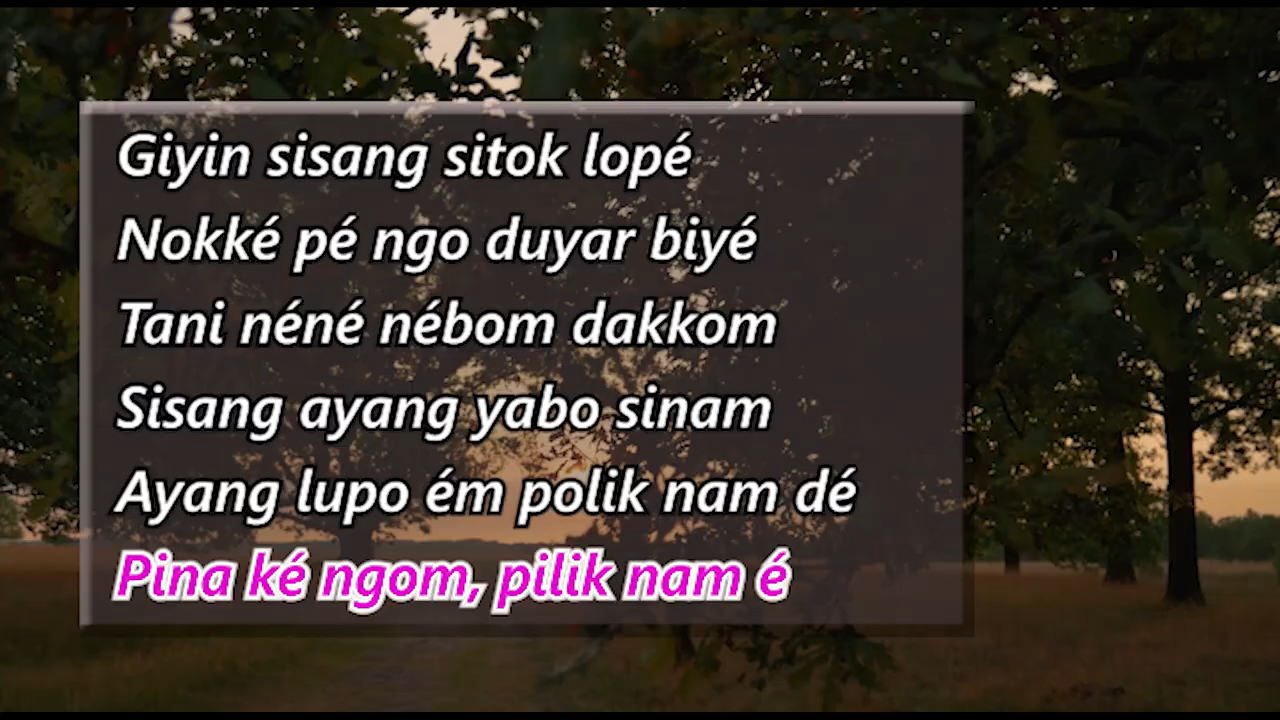 Giyin sisang sitok lopé
Nokké pé ngo duyar biyé
Tani néné nébom dakkom
Sisang ayang yabo sinam
Ayang lupo ém polik nam dé
Pina ké ngom, pilik nam é